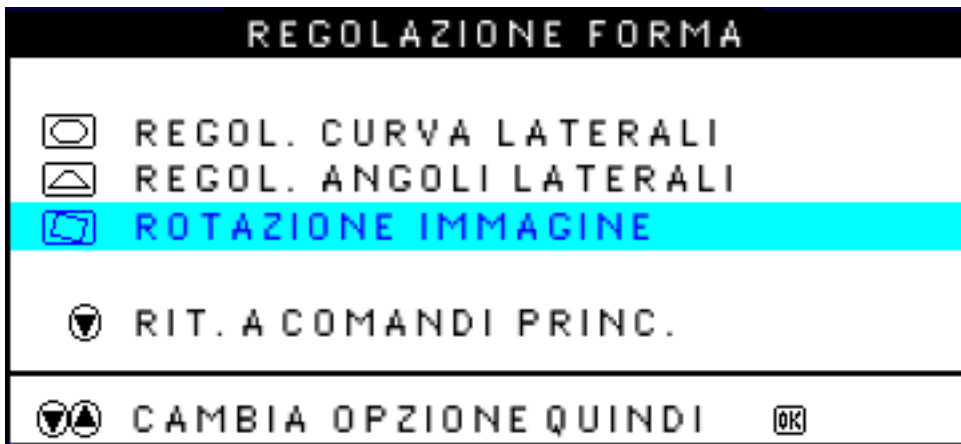 REGOLAZIONE FORMA
REGOL. CURVA LATERALI
REGOL. ANGOLI LATERALI
ROTAZIONE IMMAGINE
RIT. A COMANDI PRINC.
CAMBIA OPZIONE QUINDI OK